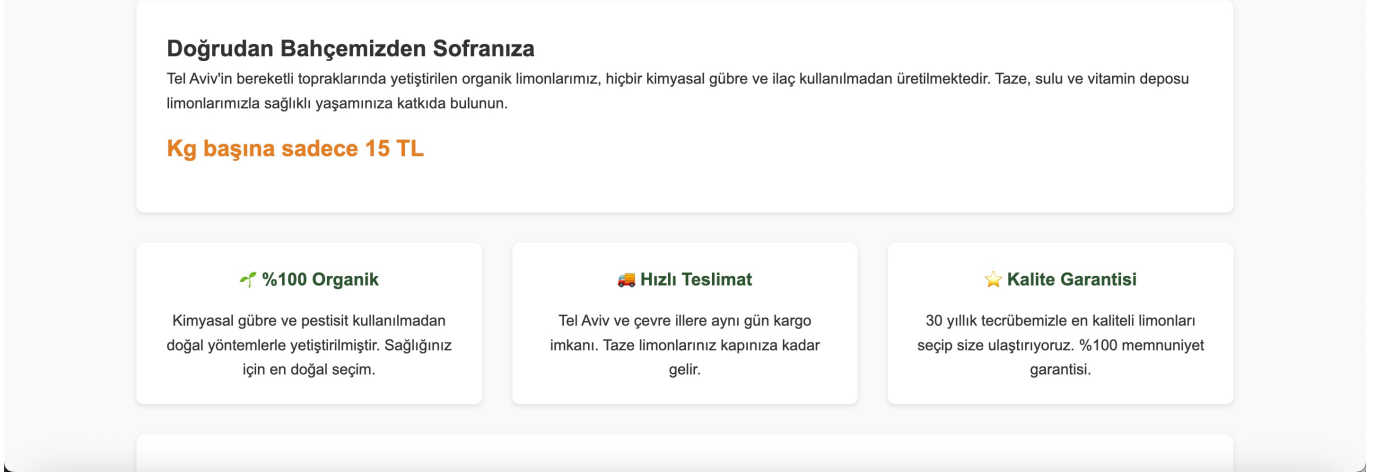 Doğrudan Bahçemizden Sofranıza
Tel Aviv'in bereketli topraklarında yetiştirilen organik limonlarımız, hiçbir kimyasal gübre ve ilaç kullanılmadan üretilmektedir. Taze, sulu ve vitamin deposu
limonlarımızla sağlıklı yaşamınıza katkıda bulunun.
Kg başına sadece 15 TL
🌱 %100 Organik
Kimyasal gübre ve pestisit kullanılmadan
doğal yöntemlerle yetiştirilmiştir. Sağlığınız
için en doğal seçim.
🚚 Hızlı Teslimat
Tel Aviv ve çevre illere aynı gün kargo
imkanı. Taze limonlarınız kapınıza kadar
gelir.
⭐ Kalite Garantisi
30 yıllık tecrübemizle en kaliteli limonları
seçip size ulaştırıyoruz. %100 memnuniyet
garantisi.